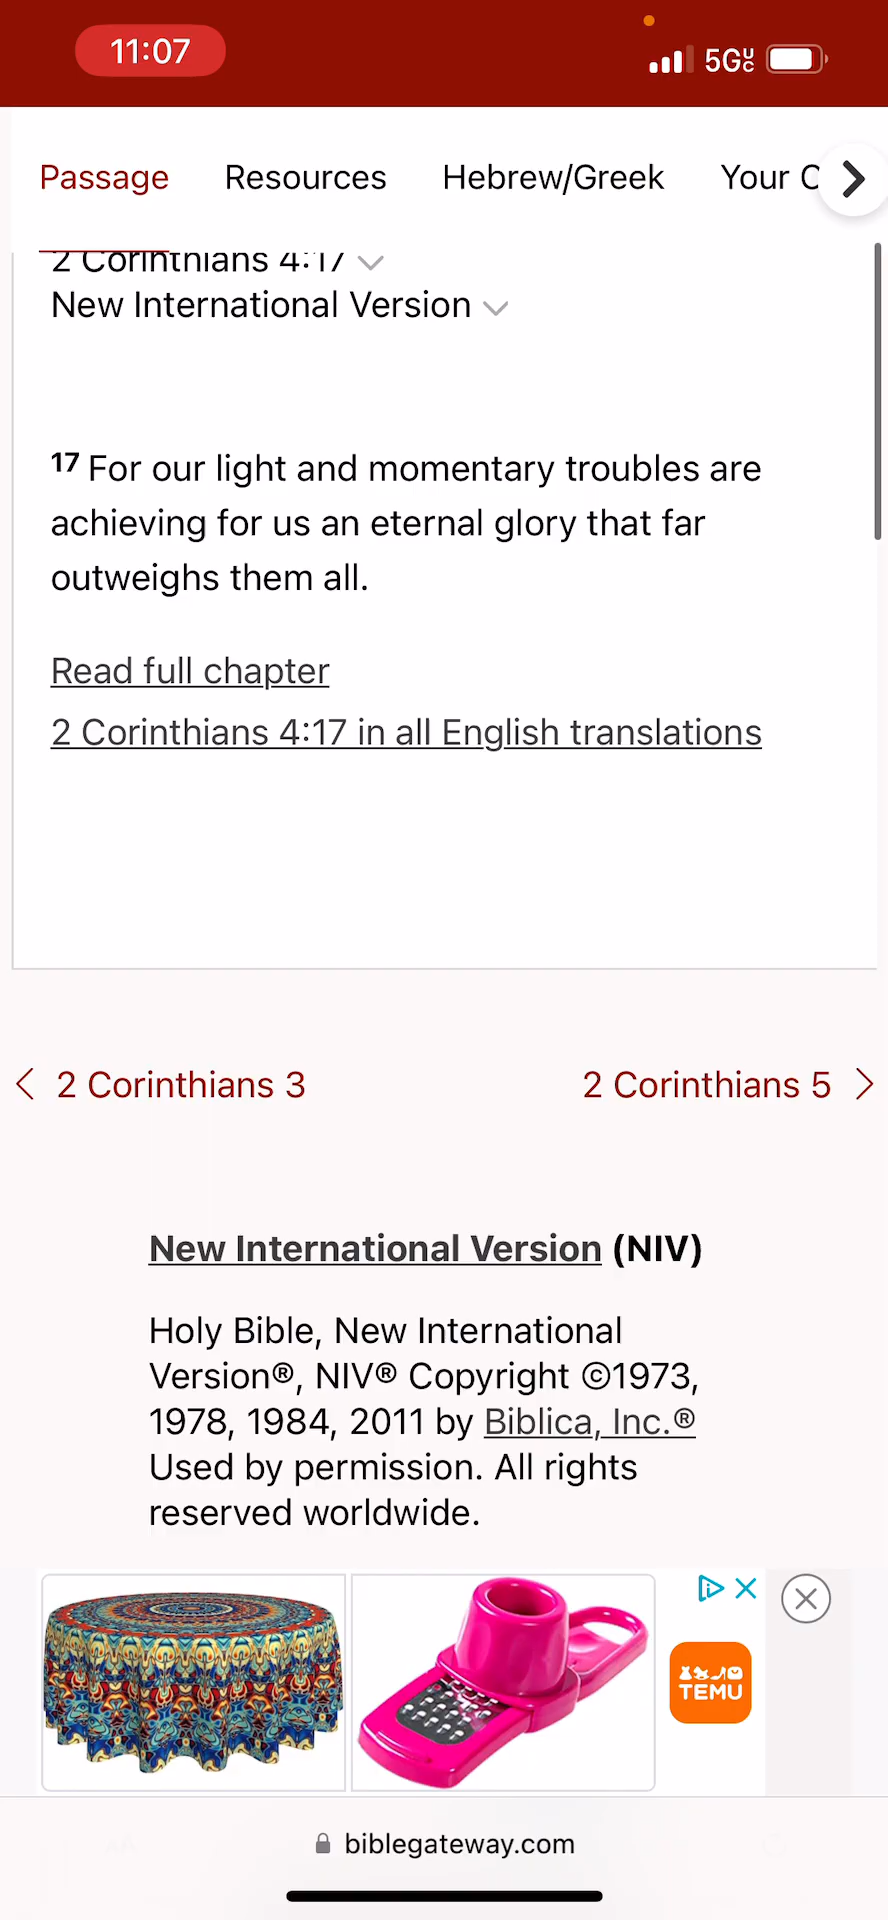 11:07
5G UC
Passage Resources Hebrew/Greek Your C
2 Corinthians 4:17
New International Version
17 For our light and momentary troubles are
achieving for us an eternal glory that far
outweighs them all.
Read full chapter
2 Corinthians 4:17 in all English translations
2 Corinthians 3
2 Corinthians 5
New International Version (NIV)
Holy Bible, New International
Version®, NIV® Copyright ©1973,
1978, 1984, 2011 by Biblica, Inc.®
Used by permission. All rights
reserved worldwide.
TEMU
biblegateway.com